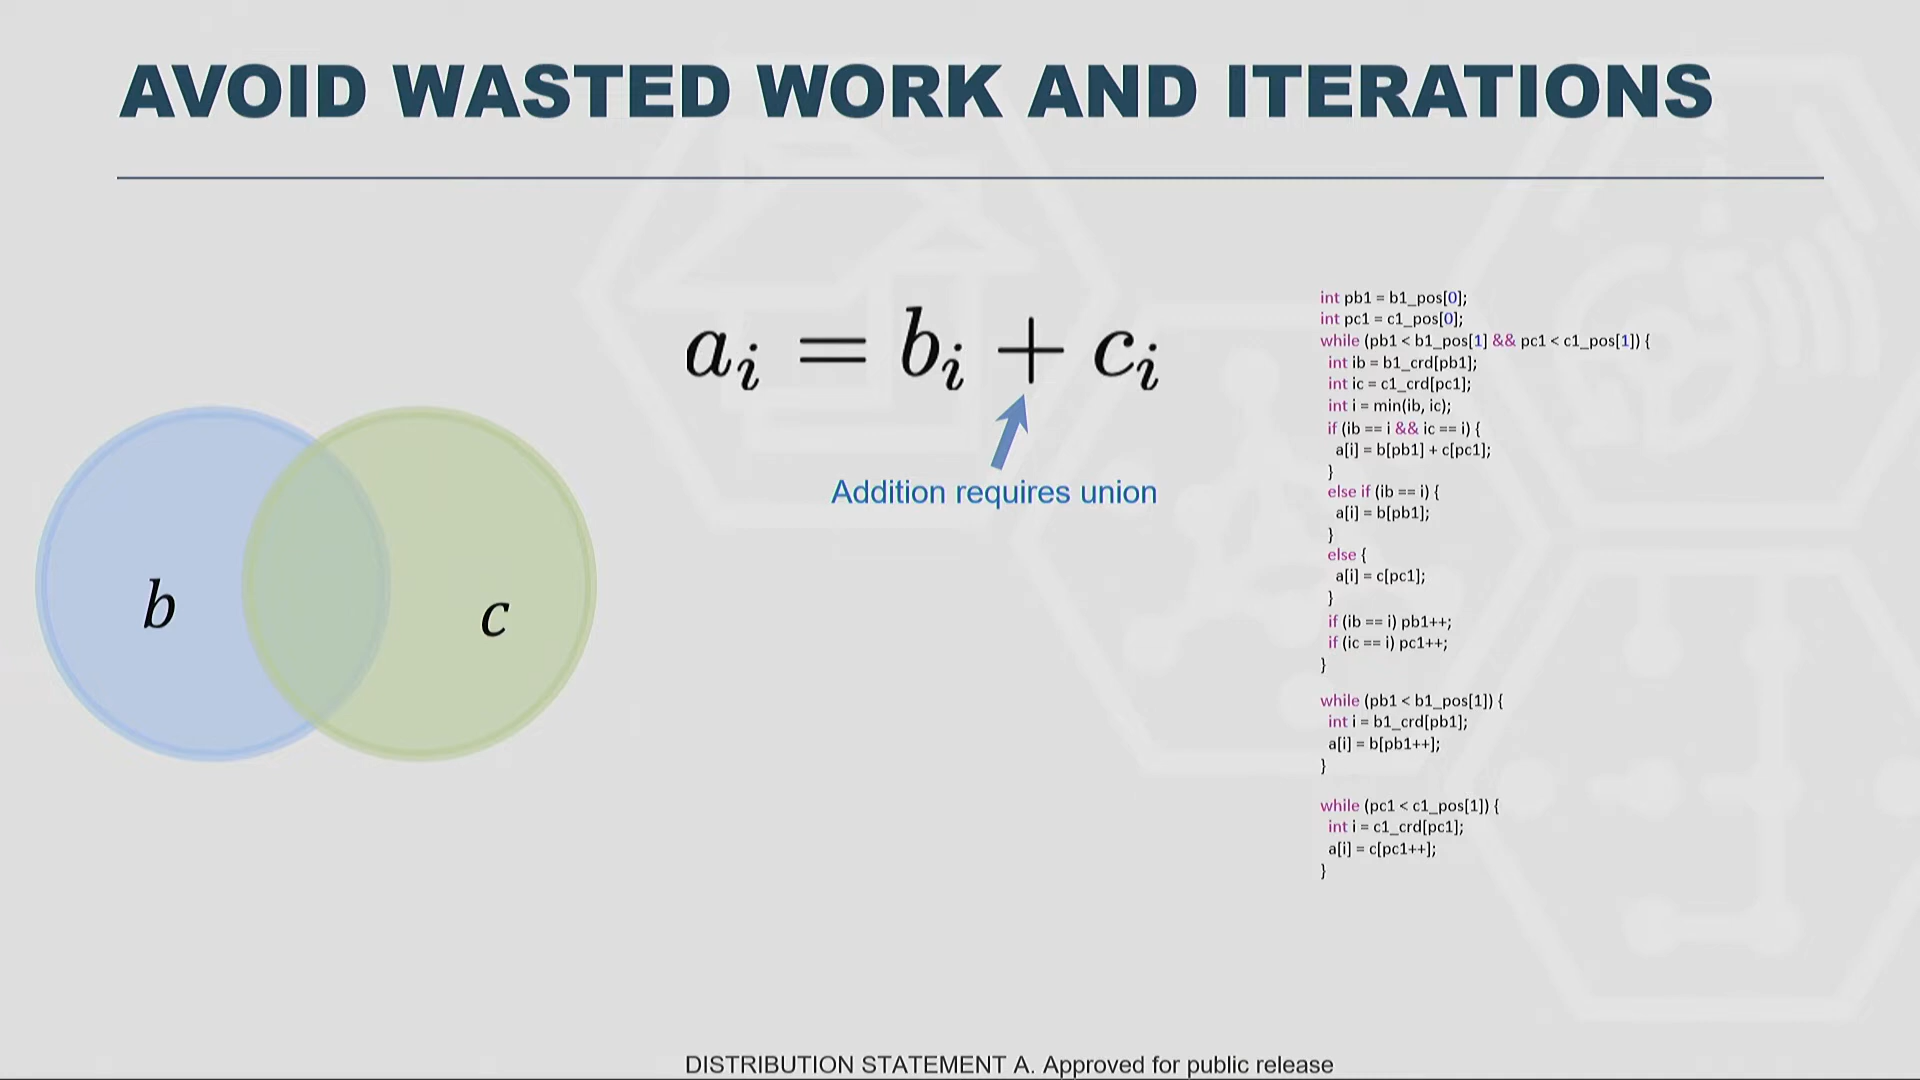 AVOID WASTED WORK AND ITERATIONS
a_i = b_i + c_i
Addition requires union
b
c
int pb1 = b1_pos[0];
int pc1 = c1_pos[0];
while (pb1 < b1_pos[1] && pc1 < c1_pos[1]) {
int ib = b1_crd[pb1];
int ic = c1_crd[pc1];
int i = min(ib, ic);
if (ib == i && ic == i) {
a[i] = b[pb1] + c[pc1];
}
else if (ib == i) {
a[i] = b[pb1];
}
else {
a[i] = c[pc1];
}
if (ib == i) pb1++;
if (ic == i) pc1++;
}
while (pb1 < b1_pos[1]) {
int i = b1_crd[pb1];
a[i] = b[pb1++];
}
while (pc1 < c1_pos[1]) {
int i = c1_crd[pc1];
a[i] = c[pc1++];
}
DISTRIBUTION STATEMENT A. Approved for public release